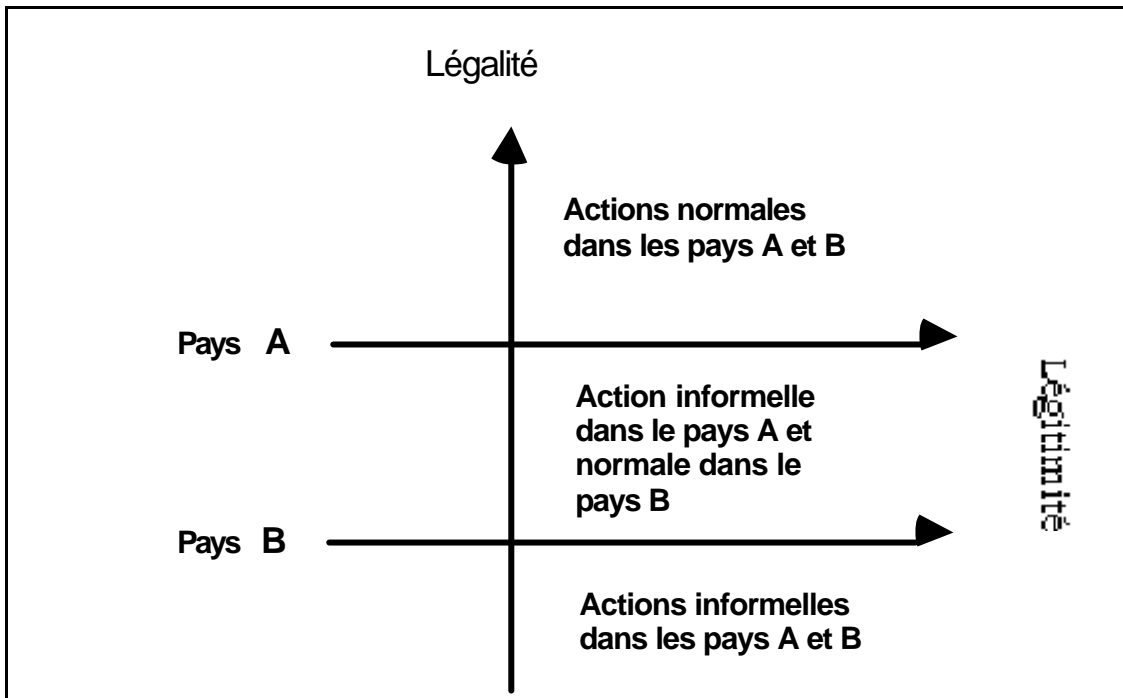 Légalité
Actions normales
dans les pays A et B
Pays A
Action informelle
dans le pays A et
normale dans le
pays B
Légitimité
Pays B
Actions informelles
dans les pays A et B